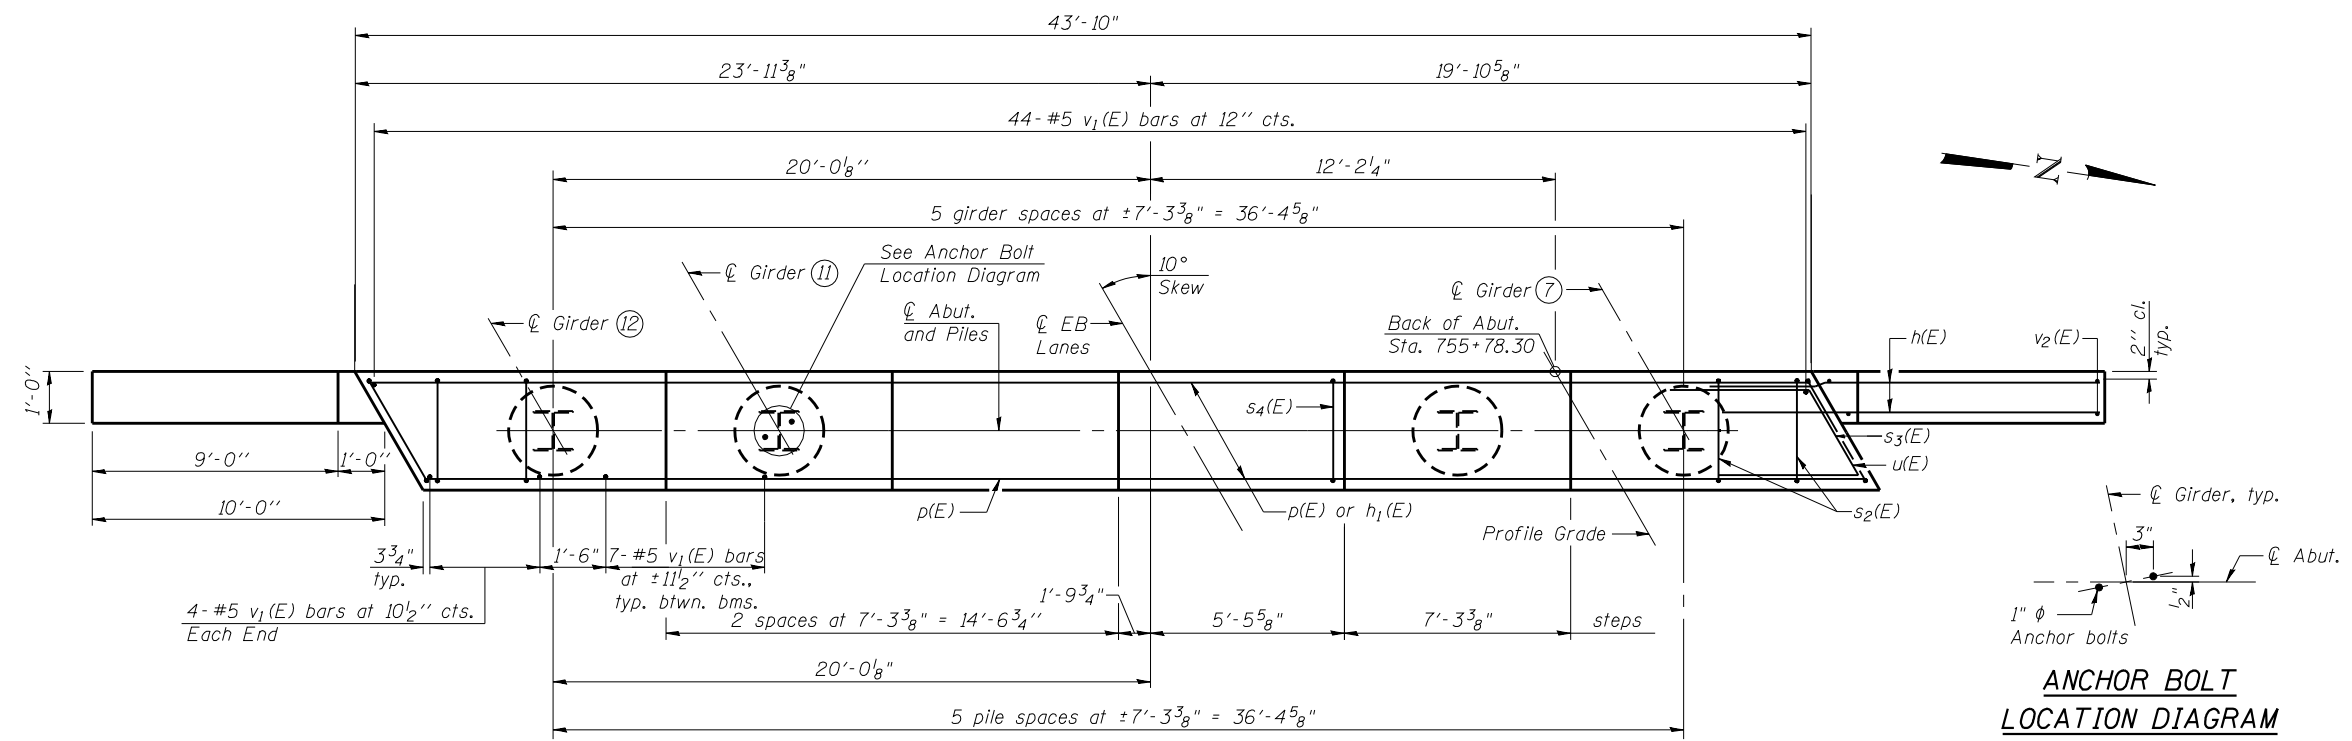 43'-10"
23'-11 3/8"
19'-10 5/8"
44-#5 v1(E) bars at 12" cts.
20'-0 1/8"
12'-2 1/4"
5 girder spaces at ±7'-3 3/8" = 36'-4 5/8"
N
See Anchor Bolt
Location Diagram
℄ Girder 11
10°
Skew
℄ Girder 7
℄ Girder 12
℄ Abut.
and Piles
℄ EB
Lanes
Back of Abut.
Sta. 755+78.30
h(E)
v2(E)
2" cl.
typ.
1'-0"
s4(E)
s3(E)
u(E)
9'-0"
1'-0"
10'-0"
p(E)
p(E) or h1(E)
s2(E)
Profile Grade
℄ Girder, typ.
3"
℄ Abut.
1/2"
1" ϕ
Anchor bolts
3 3/4"
typ.
1'-6"
7-#5 v1(E) bars
at ±11 1/2" cts.,
typ. btwn. bms.
4-#5 v1(E) bars at 10 1/2" cts.
Each End
1'-9 3/4"
2 spaces at 7'-3 3/8" = 14'-6 3/4"
5'-5 5/8"
7'-3 3/8"
steps
20'-0 1/8"
5 pile spaces at ±7'-3 3/8" = 36'-4 5/8"
ANCHOR BOLT
LOCATION DIAGRAM